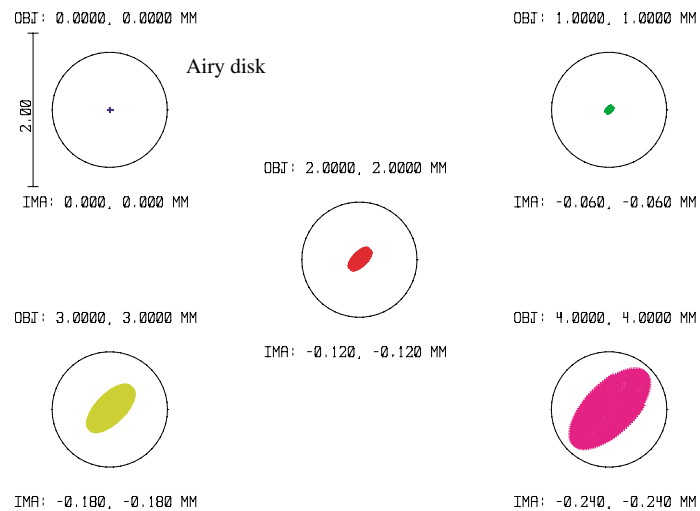 OBJ: 0.0000, 0.0000 MM
Airy disk
2.00
IMA: 0.000, 0.000 MM
OBJ: 1.0000, 1.0000 MM
IMA: -0.060, -0.060 MM
OBJ: 2.0000, 2.0000 MM
IMA: -0.120, -0.120 MM
OBJ: 3.0000, 3.0000 MM
IMA: -0.180, -0.180 MM
OBJ: 4.0000, 4.0000 MM
IMA: -0.240, -0.240 MM